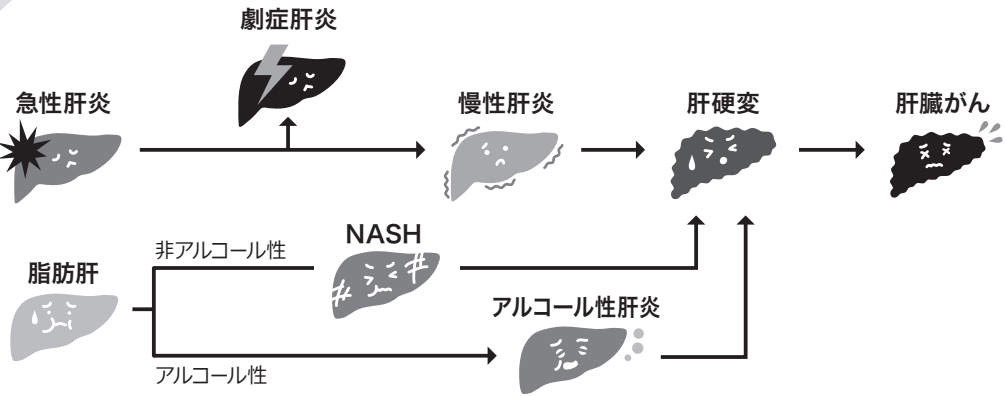 劇症肝炎
急性肝炎
慢性肝炎
肝硬変
肝臓がん
NASH
非アルコール性
脂肪肝
アルコール性肝炎
アルコール性